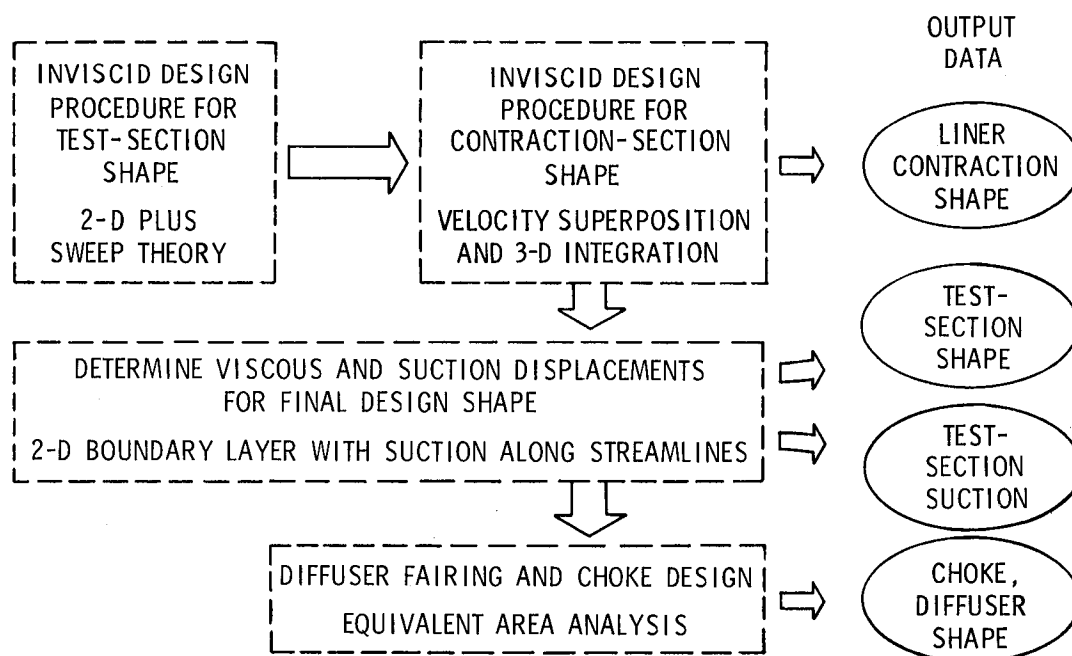 INVISCID DESIGN
PROCEDURE FOR
TEST-SECTION
SHAPE
2-D PLUS
SWEEP THEORY
INVISCID DESIGN
PROCEDURE FOR
CONTRACTION-SECTION
SHAPE
VELOCITY SUPERPOSITION
AND 3-D INTEGRATION
OUTPUT
DATA
LINER
CONTRACTION
SHAPE
DETERMINE VISCOUS AND SUCTION DISPLACEMENTS
FOR FINAL DESIGN SHAPE
2-D BOUNDARY LAYER WITH SUCTION ALONG STREAMLINES
TEST-
SECTION
SHAPE
TEST-
SECTION
SUCTION
DIFFUSER FAIRING AND CHOKE DESIGN
EQUIVALENT AREA ANALYSIS
CHOKE,
DIFFUSER
SHAPE